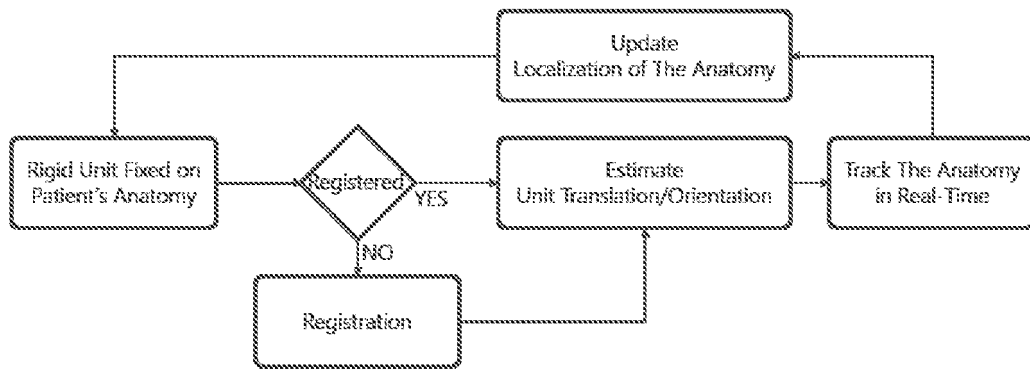 Update
Localization of The Anatomy
Rigid Unit Fixed on
Patient's Anatomy
Registered
YES
Estimate
Unit Translation/Orientation
Track The Anatomy
in Real-Time
NO
Registration